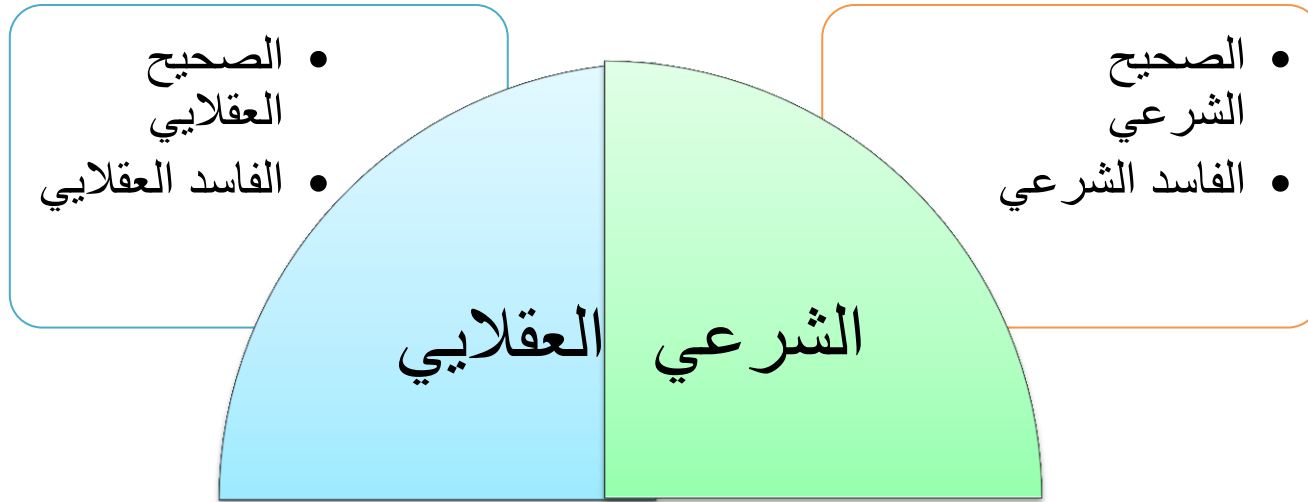 • الصحيح
الشرعي
• الفاسد الشرعي
• الصحيح
العقلايي
• الفاسد العقلايي
الشرعي
العقلايي